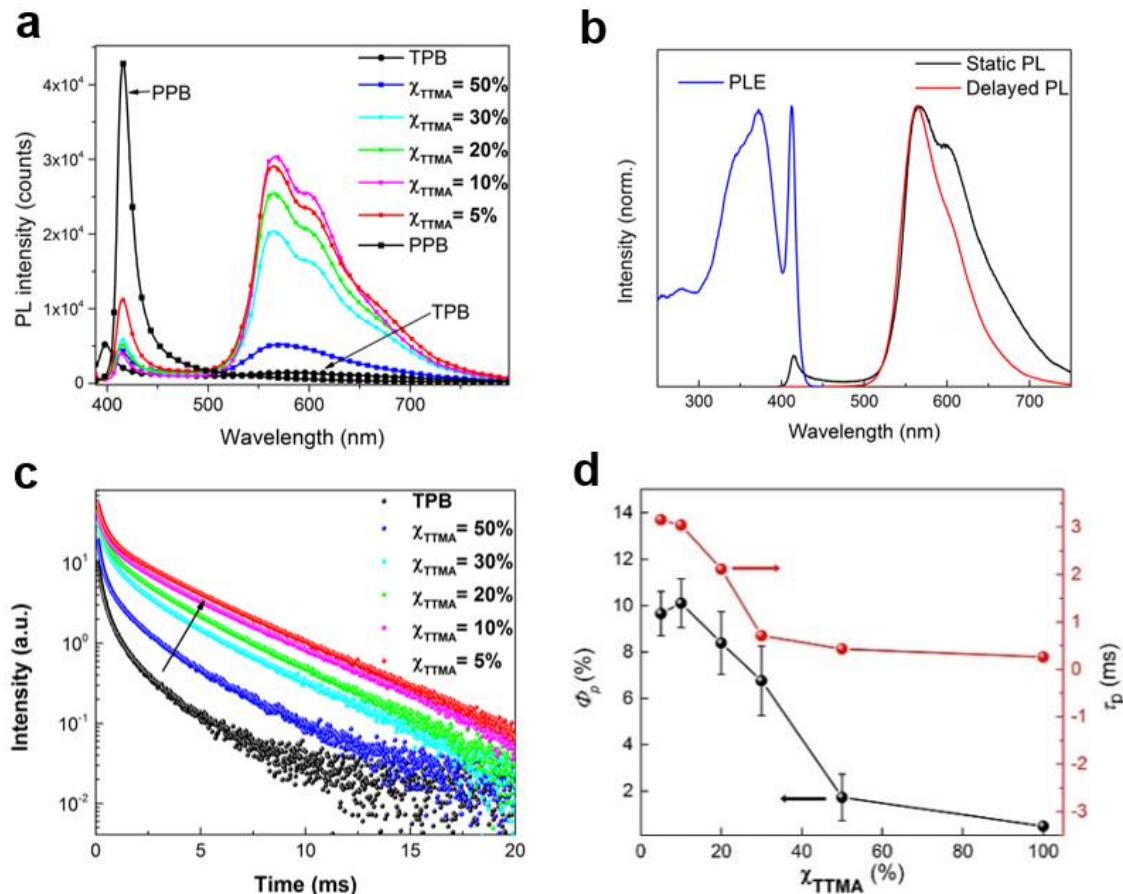 a
PPB
TPB
TPB
χTTMA= 50%
χTTMA= 30%
χTTMA= 20%
χTTMA= 10%
χTTMA= 5%
PPB
PL intensity (counts)
4x10⁴
3x10⁴
2x10⁴
1x10⁴
0
400
500
600
700
Wavelength (nm)
b
PLE
Static PL
Delayed PL
Intensity (norm.)
300
400
500
600
700
Wavelength (nm)
c
TPB
χTTMA= 50%
χTTMA= 30%
χTTMA= 20%
χTTMA= 10%
χTTMA= 5%
Intensity (a.u.)
10¹
10⁰
10⁻¹
10⁻²
0
5
10
15
20
Time (ms)
d
Φp (%)
14
12
10
8
6
4
2
0
20
40
60
80
100
χTTMA (%)
3
2
1
0
-1
-2
-3
τp (ms)